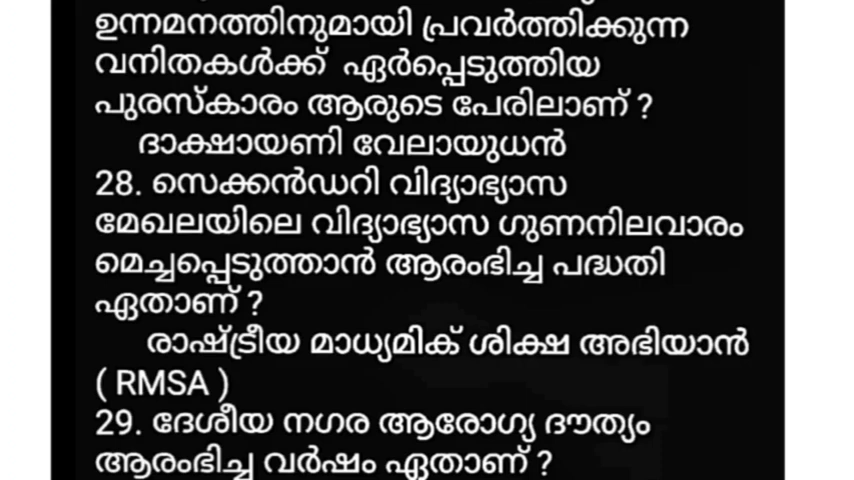 ഉന്നമനത്തിനുമായി പ്രവർത്തിക്കുന്ന
വനിതകൾക്ക് ഏർപ്പെടുത്തിയ
പുരസ്കാരം ആരുടെ പേരിലാണ് ?
ദാക്ഷായണി വേലായുധൻ
28. സെക്കൻഡറി വിദ്യാഭ്യാസ
മേഖലയിലെ വിദ്യാഭ്യാസ ഗുണനിലവാരം
മെച്ചപ്പെടുത്താൻ ആരംഭിച്ച പദ്ധതി
ഏതാണ് ?
രാഷ്ട്രീയ മാധ്യമിക് ശിക്ഷ അഭിയാൻ
( RMSA )
29. ദേശീയ നഗര ആരോഗ്യ ദൗത്യം
ആരംഭിച്ച വർഷം ഏതാണ് ?